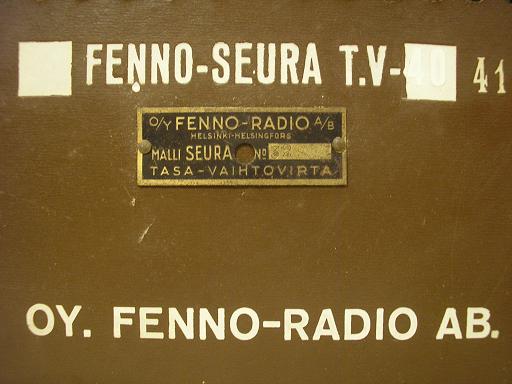 FENNO-SEURA T.V-40 41
O/Y FENNO-RADIO A/B
HELSINKI-HELSINGFORS
MALLI SEURA No
TASA-VAIHTOVIRTA
OY. FENNO-RADIO AB.